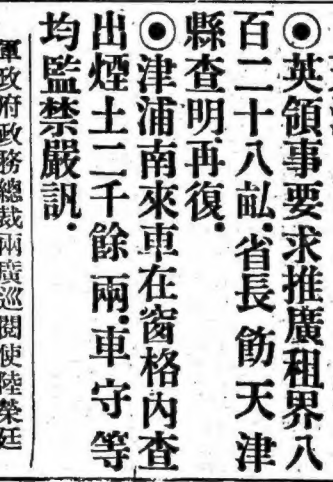 ◉英領事要求推廣租界八
百二十八畆．省長飭天津
縣查明再復．
◉津浦南來車在窗格內查
出煙土二千餘兩．車守等
均監禁嚴訊．
軍政府政務總裁兩廣巡閱使陸榮廷